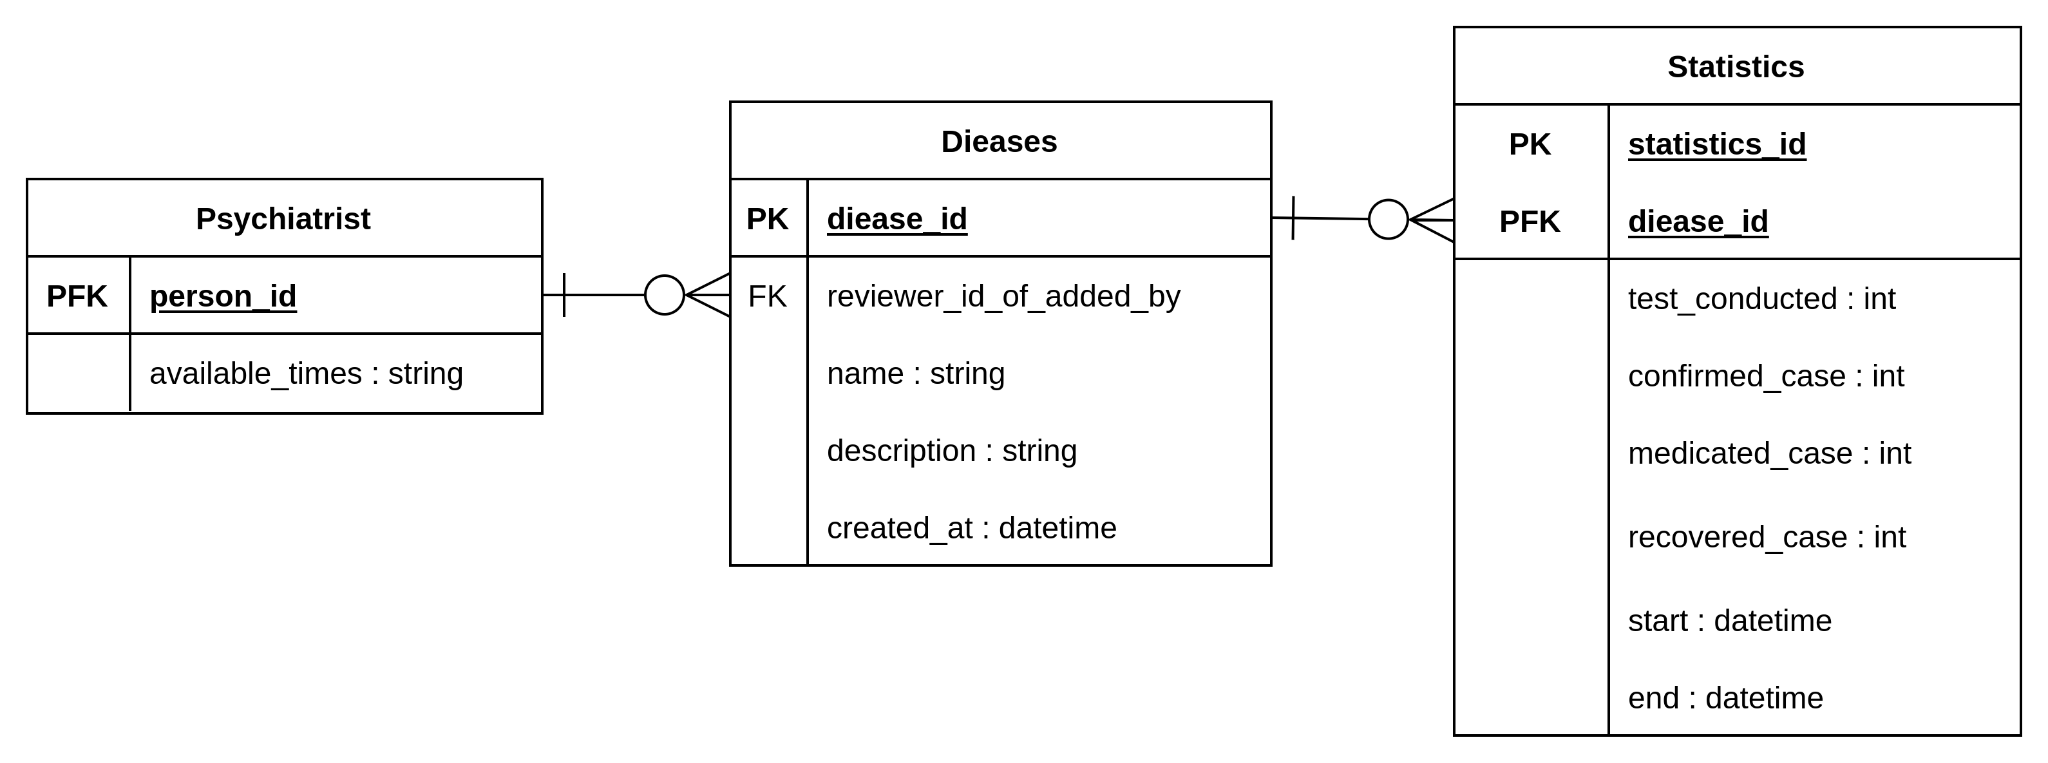 Psychiatrist
PFK person_id
available_times : string
Dieases
PK diease_id
FK reviewer_id_of_added_by
name : string
description : string
created_at : datetime
Statistics
PK statistics_id
PFK diease_id
test_conducted : int
confirmed_case : int
medicated_case : int
recovered_case : int
start : datetime
end : datetime